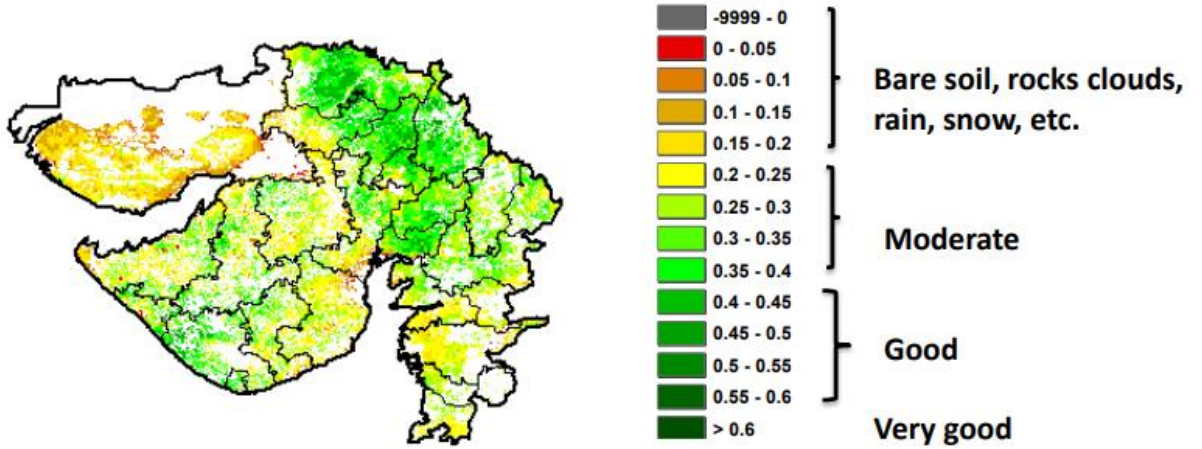 -9999 - 0
0 - 0.05
0.05 - 0.1
0.1 - 0.15
0.15 - 0.2
0.2 - 0.25
0.25 - 0.3
0.3 - 0.35
0.35 - 0.4
0.4 - 0.45
0.45 - 0.5
0.5 - 0.55
0.55 - 0.6
> 0.6
Bare soil, rocks clouds,
rain, snow, etc.
Moderate
Good
Very good